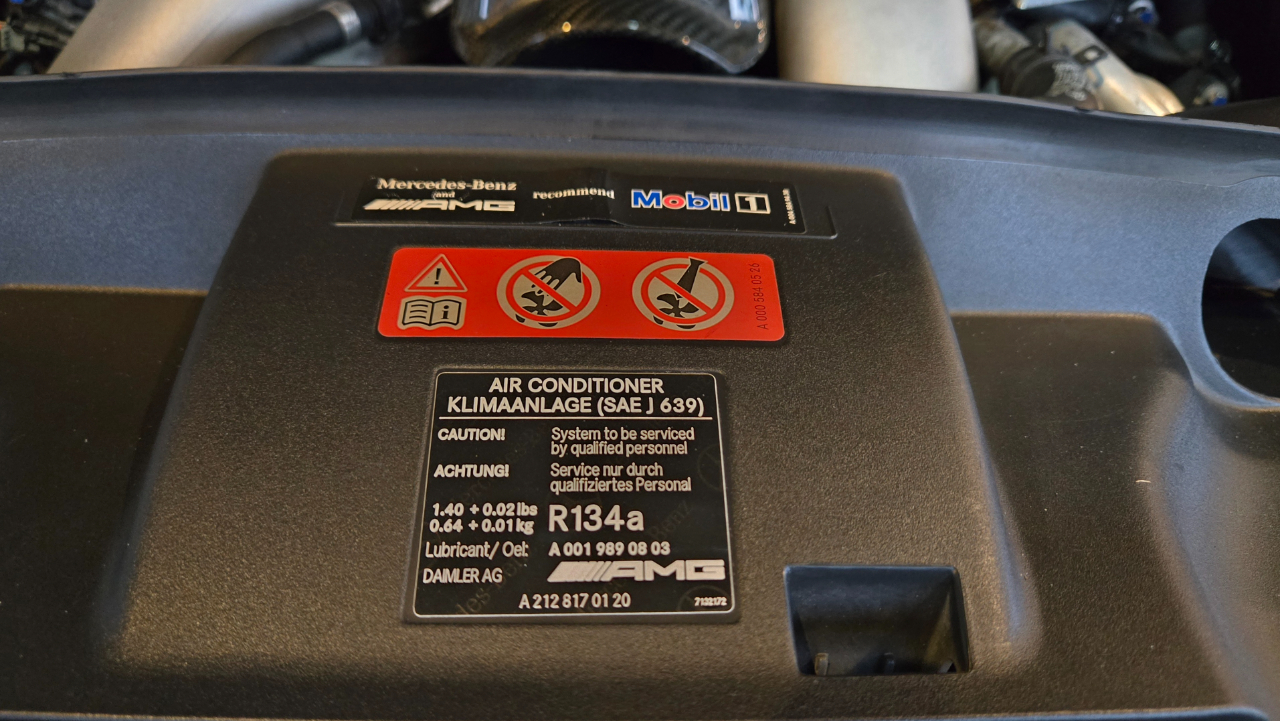 Mercedes-Benz
and
AMG
recommend
Mobil 1
A 000 584 05 26
AIR CONDITIONER
KLIMAANLAGE (SAE J 639)
CAUTION! System to be serviced
by qualified personnel
ACHTUNG! Service nur durch
qualifiziertes Personal
1.40 + 0.02 lbs
0.64 + 0.01 kg
R134a
Lubricant/ Oel: A 001 989 08 03
DAIMLER AG AMG
A 212 817 01 20 7132172